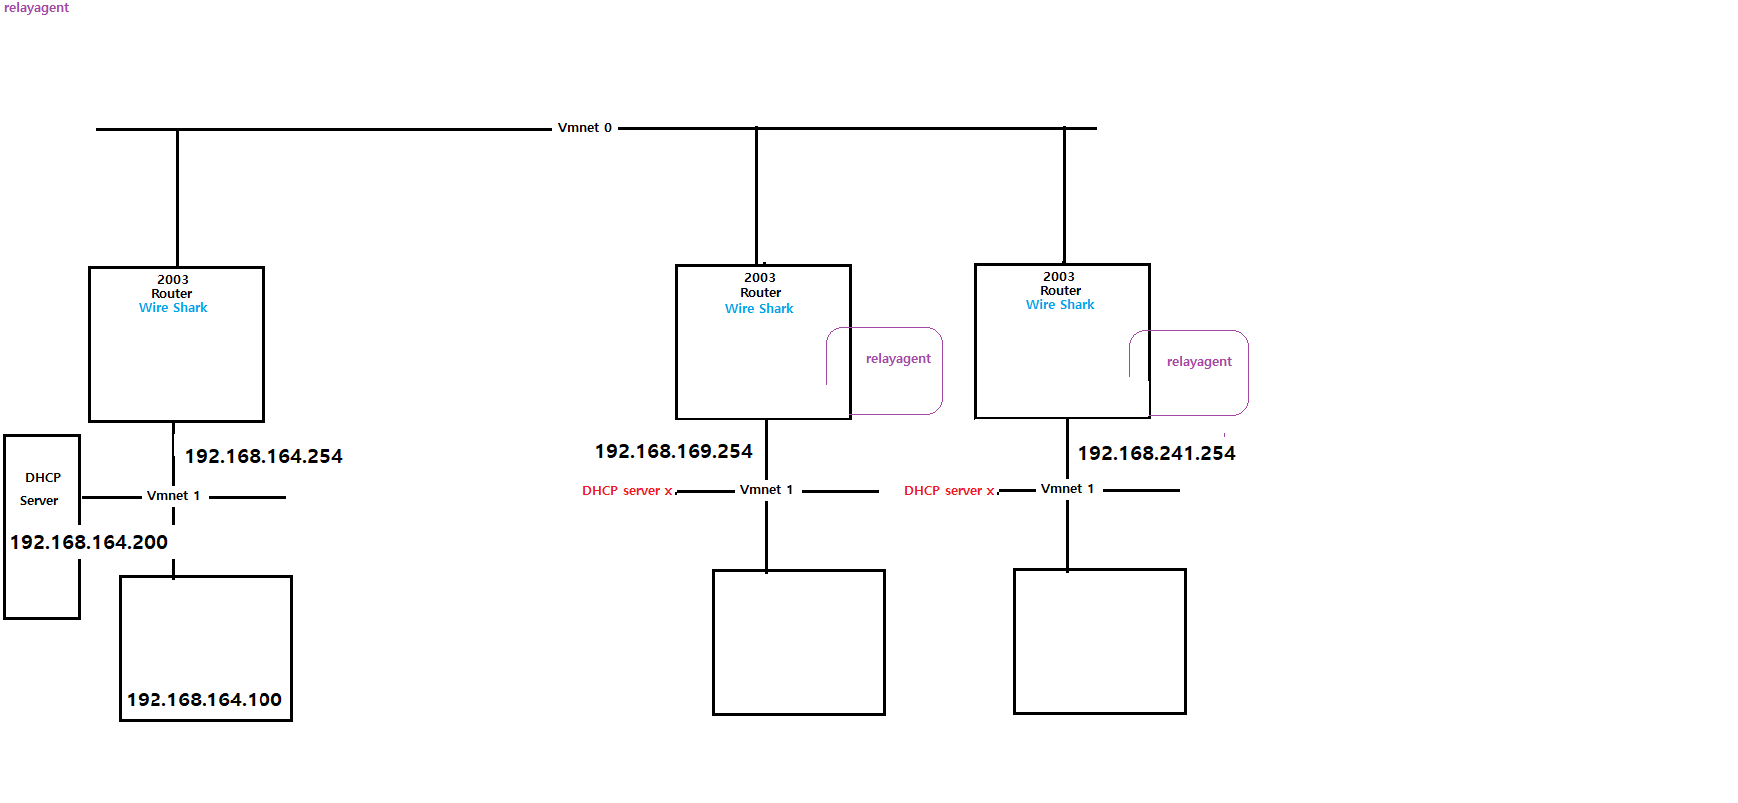 relayagent
Vmnet 0
2003
Router
Wire Shark
2003
Router
Wire Shark
2003
Router
Wire Shark
relayagent
relayagent
192.168.164.254
192.168.169.254
192.168.241.254
DHCP
Server
Vmnet 1
DHCP server x
Vmnet 1
DHCP server x
Vmnet 1
192.168.164.200
192.168.164.100